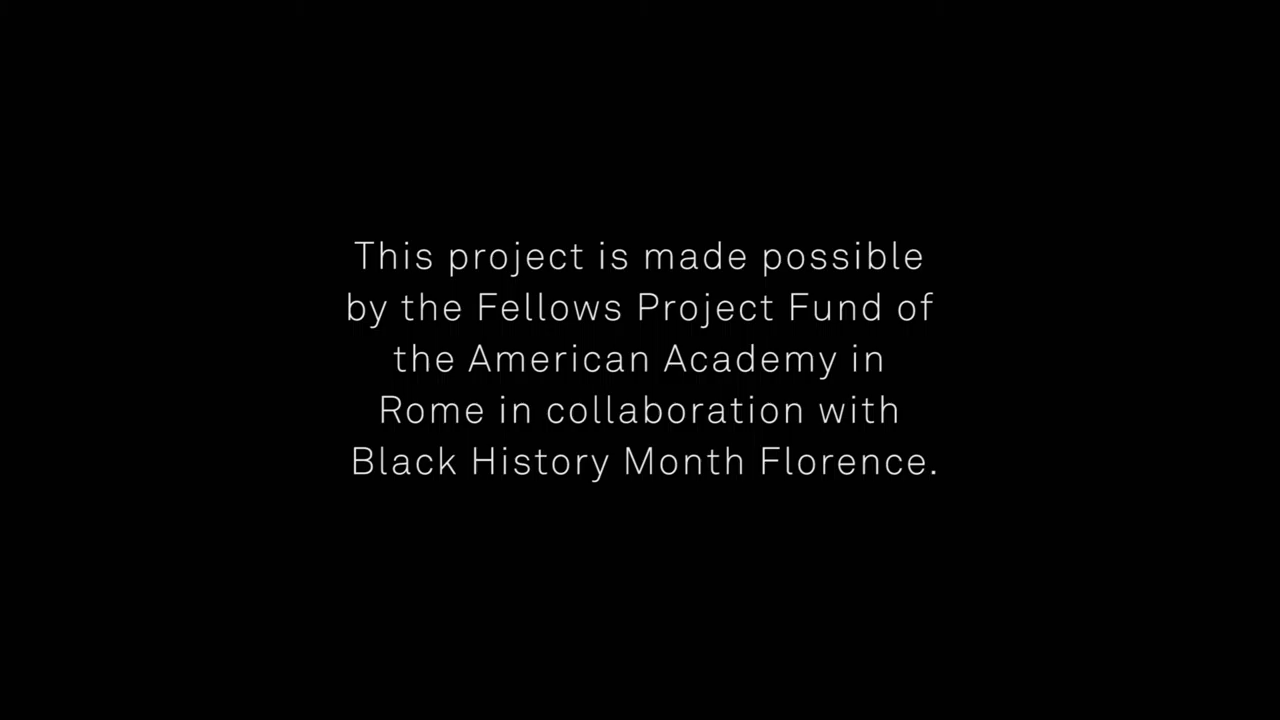 This project is made possible
by the Fellows Project Fund of
the American Academy in
Rome in collaboration with
Black History Month Florence.